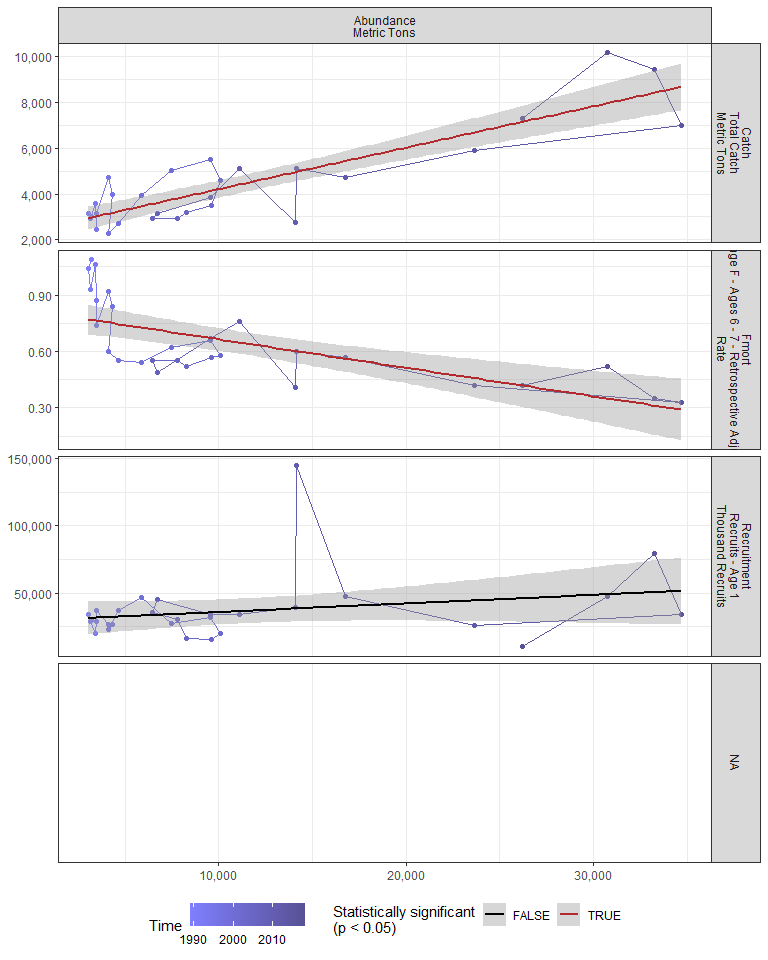 Abundance
Metric Tons
10,000
8,000
6,000
4,000
2,000
Catch
Total Catch
Metric Tons
0.90
0.60
0.30
Fmort
ge F - Ages 6 - 7 - Retrospective Adj
Rate
150,000
100,000
50,000
Recruitment
Recruits - Age 1
Thousand Recruits
NA
10,000
20,000
30,000
Time
1990 2000 2010
Statistically significant
(p < 0.05)
FALSE
TRUE